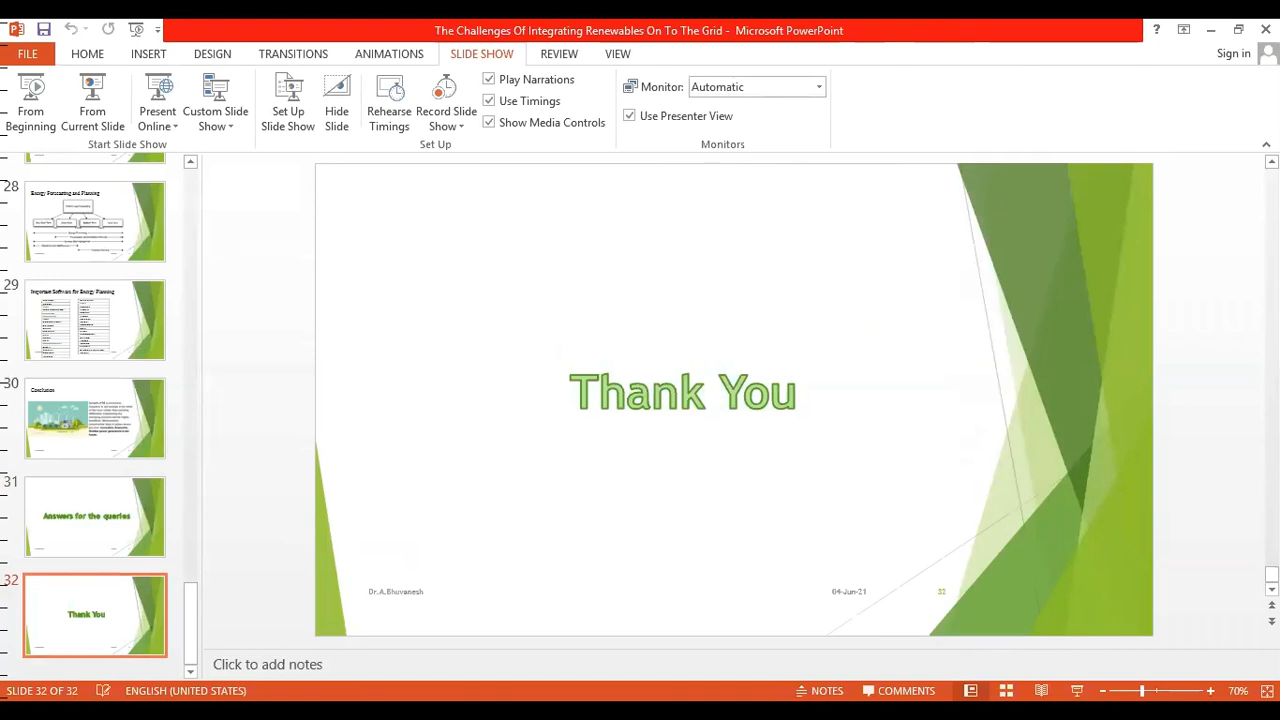 The Challenges Of Integrating Renewables On To The Grid - Microsoft PowerPoint
?
Sign in
FILE
HOME
INSERT
DESIGN
TRANSITIONS
ANIMATIONS
SLIDE SHOW
REVIEW
VIEW
From Beginning
From Current Slide
Present Online
Custom Slide Show
Start Slide Show
Set Up Slide Show
Hide Slide
Rehearse Timings
Record Slide Show
Play Narrations
Use Timings
Show Media Controls
Set Up
Monitor: Automatic
Use Presenter View
Monitors
28
Energy Forecasting and Planning
29
Important Software for Energy Planning
30
Conclusion
31
Answers for the queries
32
Thank You
Thank You
Dr.A.Bhuvanesh
04-Jun-21
32
Click to add notes
SLIDE 32 OF 32
ENGLISH (UNITED STATES)
NOTES
COMMENTS
70%